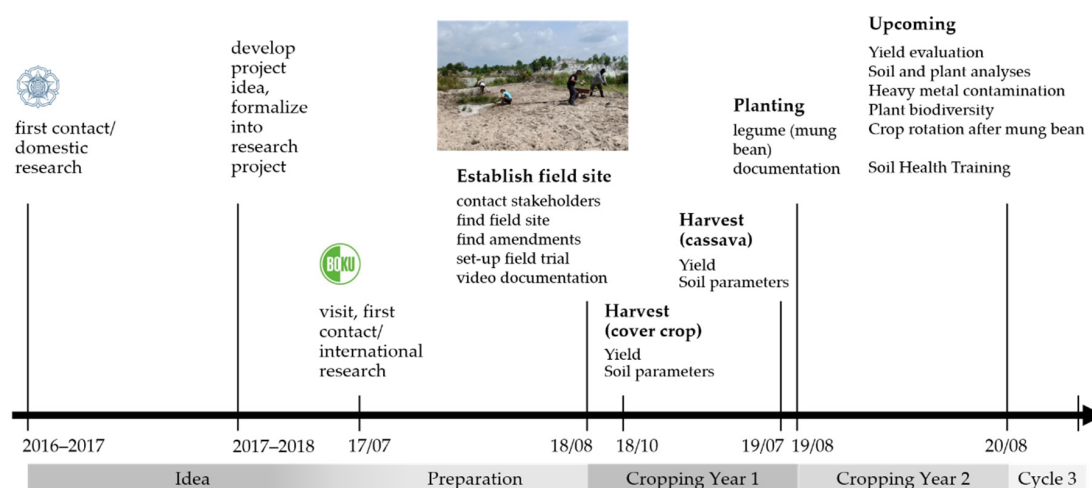 first contact/
domestic
research
develop
project
idea,
formalize
into
research
project
BOKU
visit, first
contact/
international
research
Establish field site
contact stakeholders
find field site
find amendments
set-up field trial
video documentation
Harvest
(cover crop)
Yield
Soil parameters
Harvest
(cassava)
Yield
Soil parameters
Planting
legume (mung
bean)
documentation
Upcoming
Yield evaluation
Soil and plant analyses
Heavy metal contamination
Plant biodiversity
Crop rotation after mung bean
Soil Health Training
2016–2017
2017–2018
17/07
18/08
18/10
19/07
19/08
20/08
Idea
Preparation
Cropping Year 1
Cropping Year 2
Cycle 3